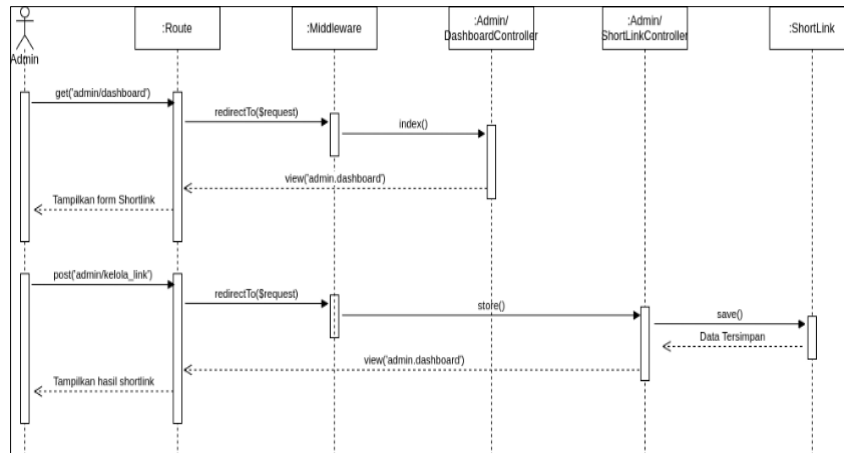 :Route
:Middleware
:Admin/
DashboardController
:Admin/
ShortLinkController
:ShortLink
Admin
get('admin/dashboard')
redirectTo($request)
index()
view('admin.dashboard')
Tampilkan form Shortlink
post('admin/kelola_link')
redirectTo($request)
store()
save()
Data Tersimpan
view('admin.dashboard')
Tampilkan hasil shortlink